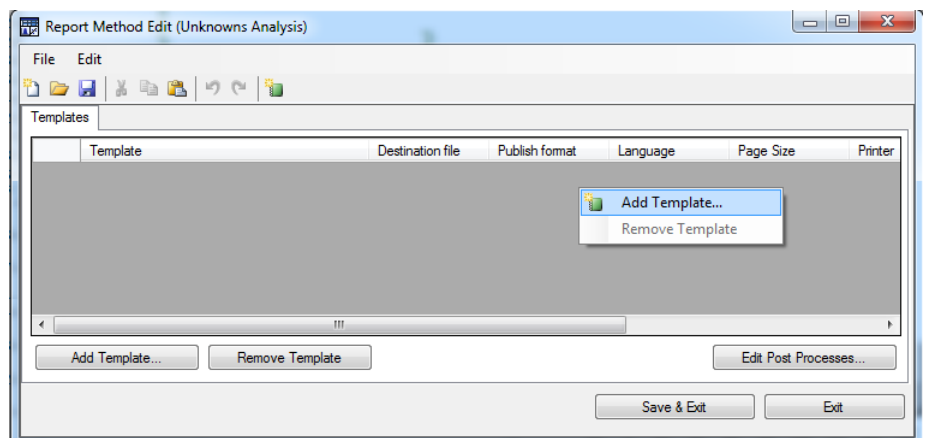 Report Method Edit (Unknowns Analysis)
File Edit
Templates
Template Destination file Publish format Language Page Size Printer
Add Template...
Remove Template
Add Template... Remove Template Edit Post Processes...
Save & Exit Exit